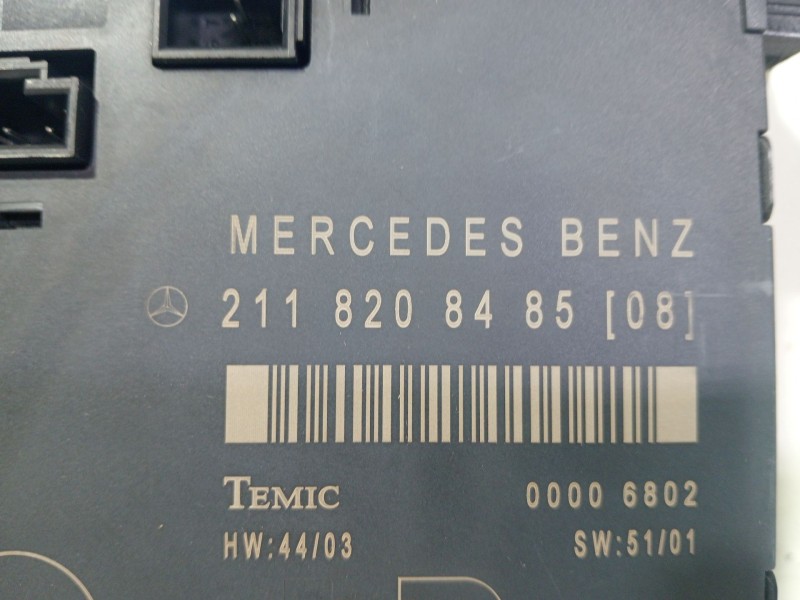 MERCEDES BENZ
211 820 84 85 [08]
TEMIC 0000 6802
HW:44/03 SW:51/01